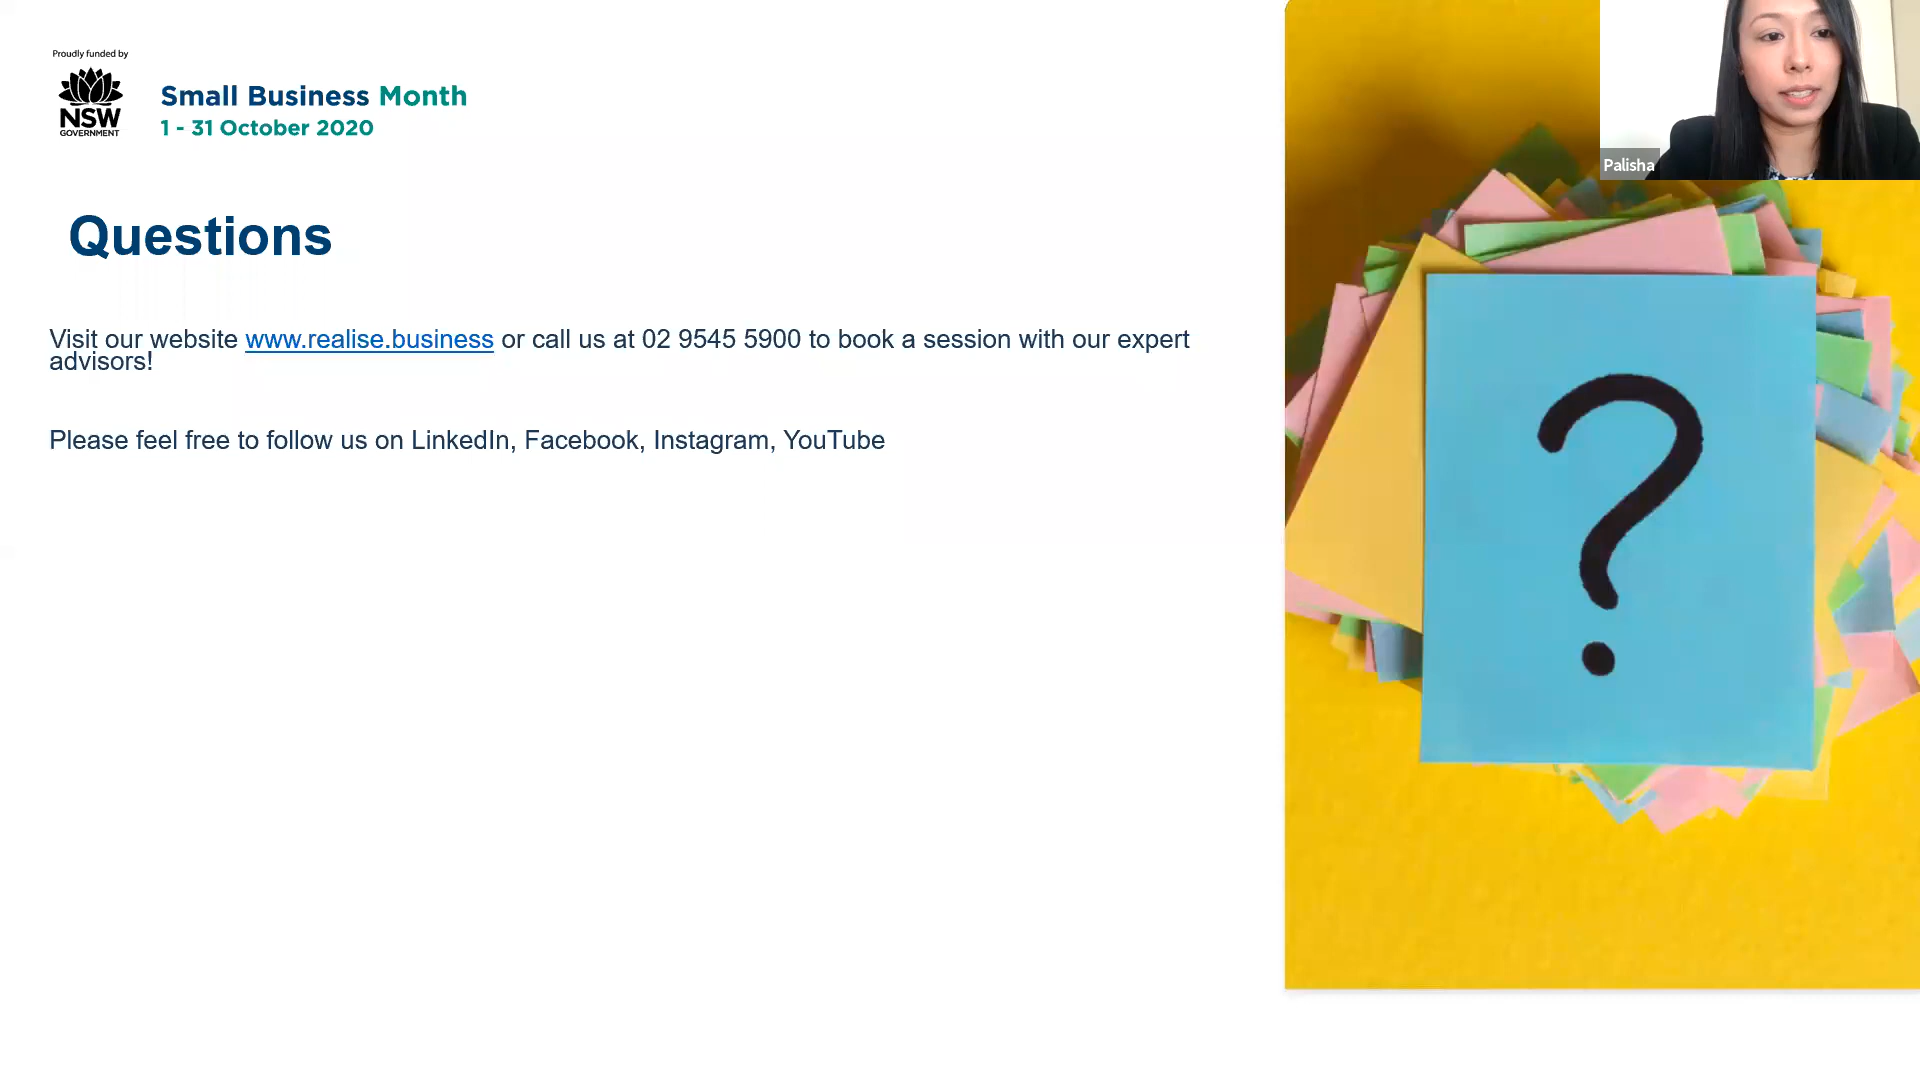 Proudly funded by
NSW
GOVERNMENT
Small Business Month
1 - 31 October 2020
Palisha
Questions
Visit our website www.realise.business or call us at 02 9545 5900 to book a session with our expert
advisors!
Please feel free to follow us on LinkedIn, Facebook, Instagram, YouTube
?